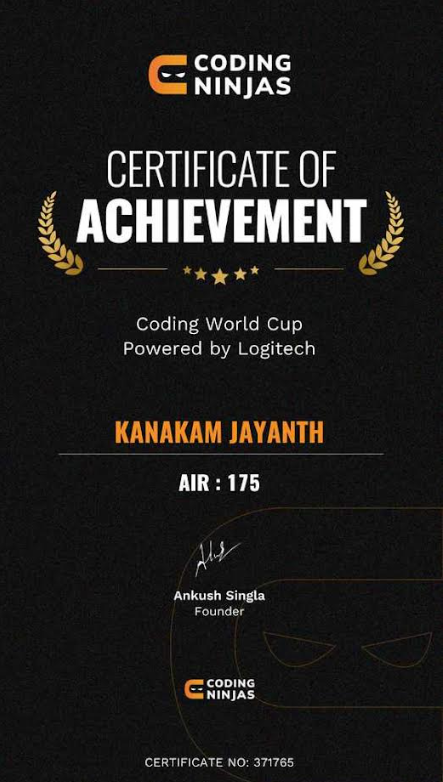 CODING
NINJAS
CERTIFICATE OF
ACHIEVEMENT
Coding World Cup
Powered by Logitech
KANAKAM JAYANTH
AIR : 175
Ankush Singla
Founder
CODING
NINJAS
CERTIFICATE NO: 371765